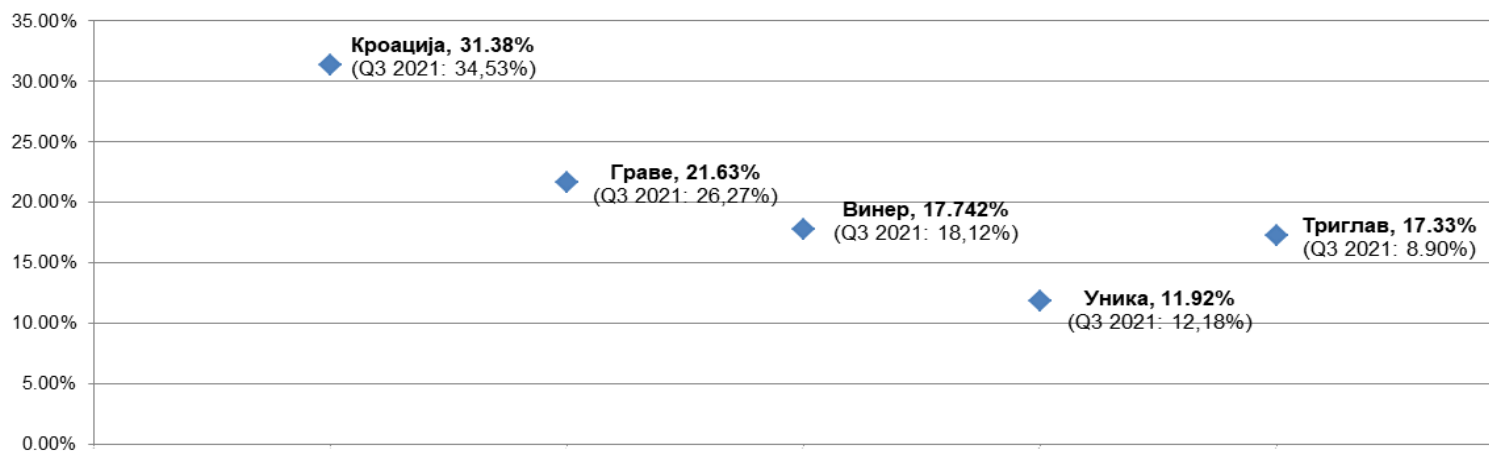 35.00%
Кроација, 31.38%
(Q3 2021: 34,53%)
30.00%
25.00%
Граве, 21.63%
(Q3 2021: 26,27%)
20.00%
Винер, 17.742%
(Q3 2021: 18,12%)
Триглав, 17.33%
(Q3 2021: 8.90%)
15.00%
Уника, 11.92%
(Q3 2021: 12,18%)
10.00%
5.00%
0.00%